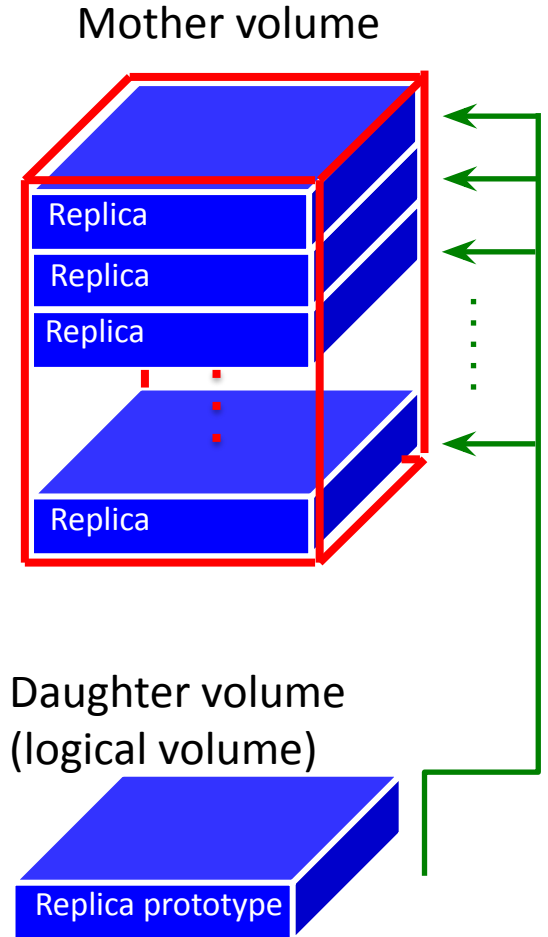 Mother volume
Replica
Replica
Replica
Replica
Daughter volume
(logical volume)
Replica prototype